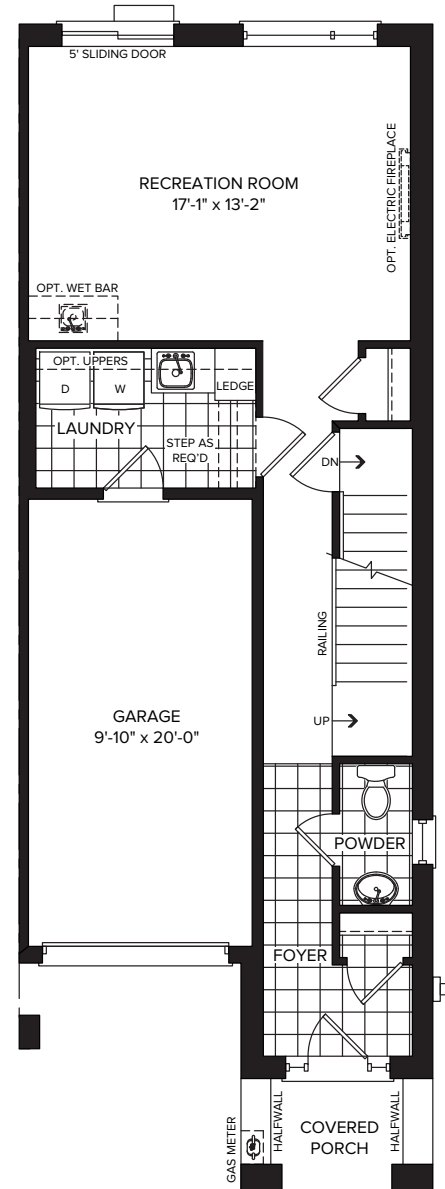 5' SLIDING DOOR
RECREATION ROOM
17'-1" x 13'-2"
OPT. ELECTRIC FIREPLACE
OPT. WET BAR
OPT. UPPERS
D
W
LEDGE
LAUNDRY
STEP AS
REQ'D
DN
RAILING
GARAGE
9'-10" x 20'-0"
UP
POWDER
FOYER
GAS METER
HALFWALL
COVERED
PORCH
HALFWALL